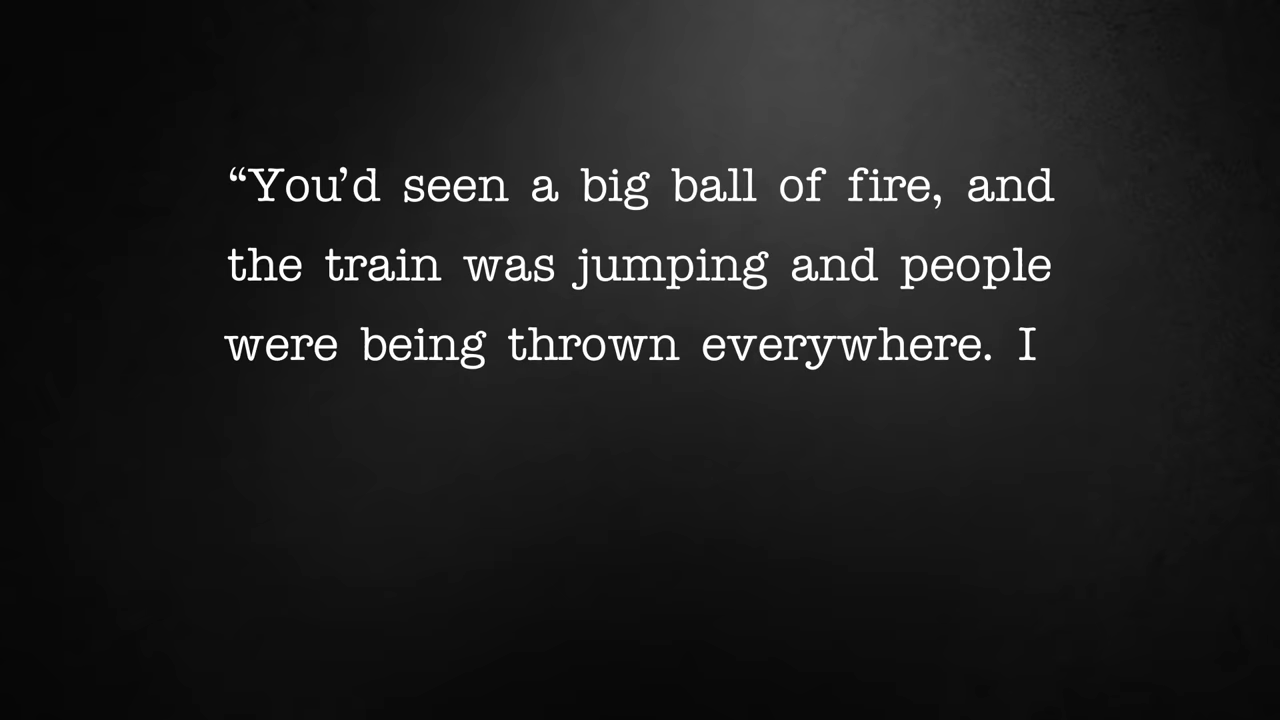 “You’d seen a big ball of fire, and
the train was jumping and people
were being thrown everywhere. I